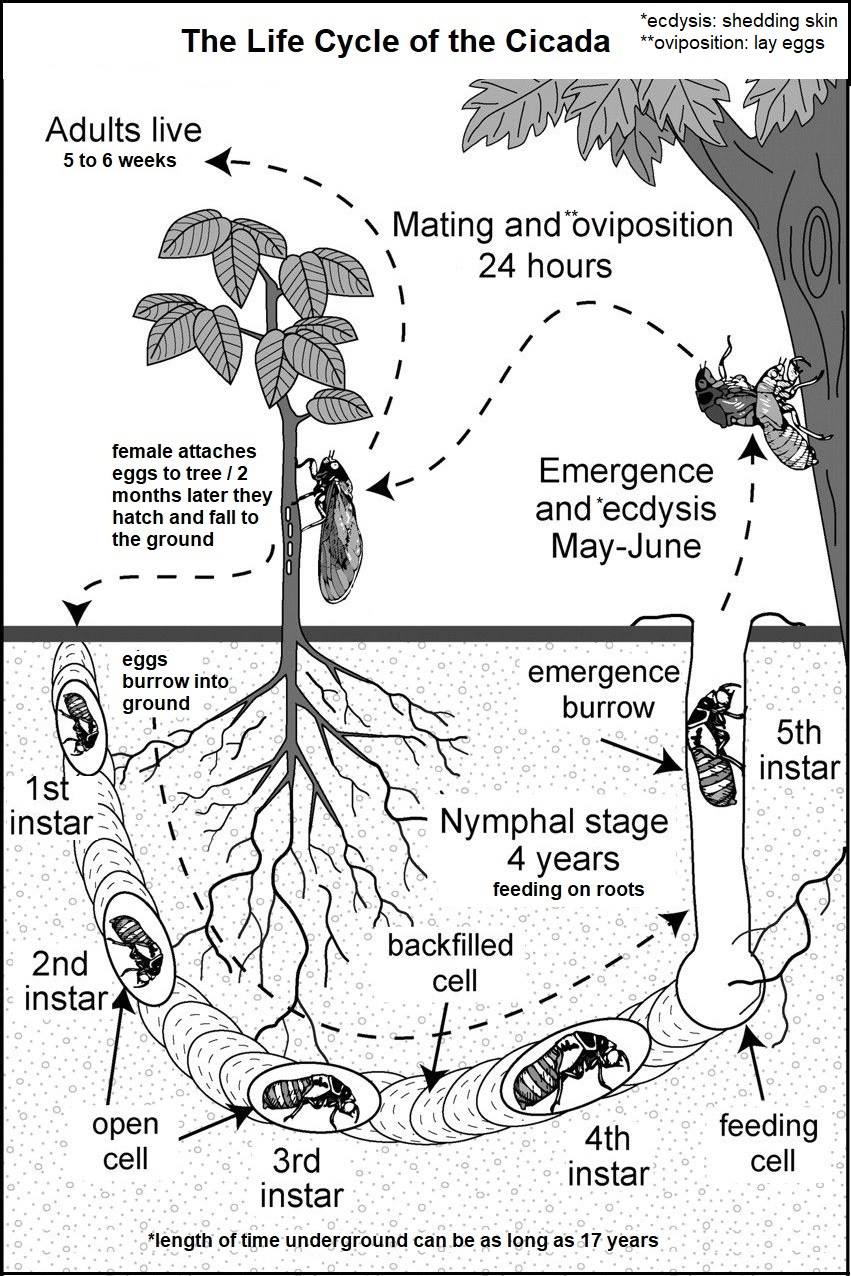 The Life Cycle of the Cicada
*ecdysis: shedding skin
**oviposition: lay eggs
Adults live
5 to 6 weeks
Mating and **oviposition
24 hours
female attaches
eggs to tree / 2
months later they
hatch and fall to
the ground
Emergence
and *ecdysis
May-June
eggs
burrow into
ground
emergence
burrow
5th
instar
1st
instar
Nymphal stage
4 years
feeding on roots
backfilled
cell
2nd
instar
open
cell
3rd
instar
4th
instar
feeding
cell
*length of time underground can be as long as 17 years